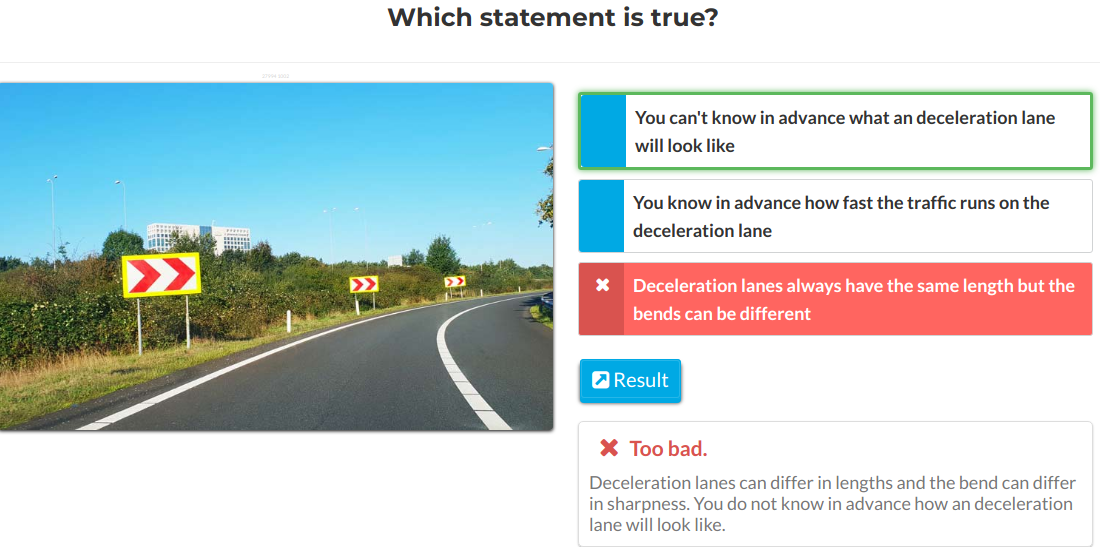 Which statement is true?
You can't know in advance what an deceleration lane
will look like
You know in advance how fast the traffic runs on the
deceleration lane
Deceleration lanes always have the same length but the
bends can be different
Result
Too bad.
Deceleration lanes can differ in lengths and the bend can differ
in sharpness. You do not know in advance how an deceleration
lane will look like.